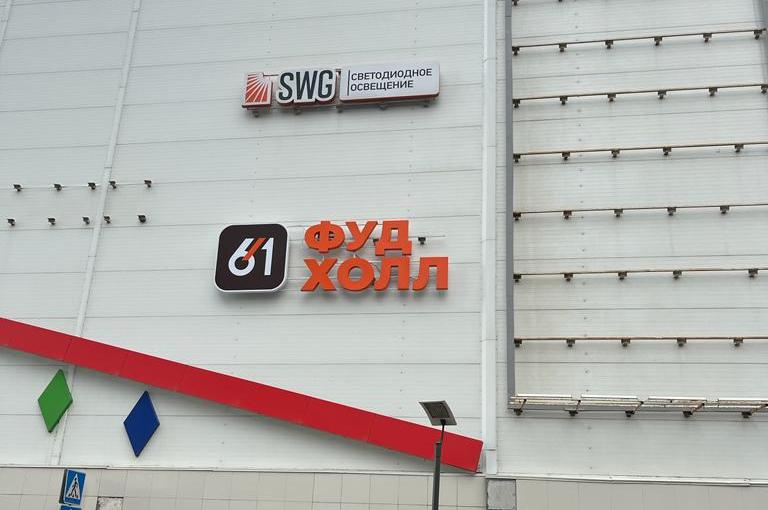 SWG
СВЕТОДИОДНОЕ
ОСВЕЩЕНИЕ
61
ФУД
ХОЛЛ